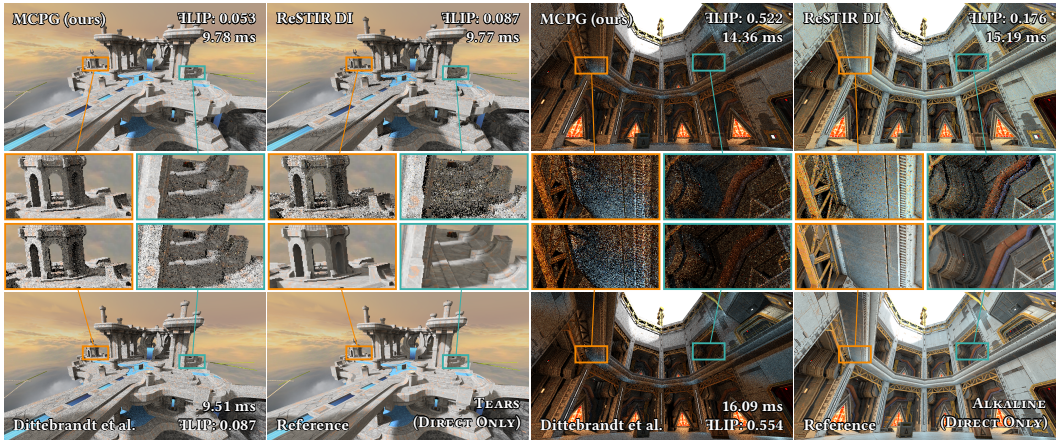 MCPG (ours)
ꟻLIP: 0.053
9.78 ms
ReSTIR DI
ꟻLIP: 0.087
9.77 ms
MCPG (ours)
ꟻLIP: 0.522
14.36 ms
ReSTIR DI
ꟻLIP: 0.176
15.19 ms
Dittebrandt et al.
9.51 ms
ꟻLIP: 0.087
Reference
Tears
(Direct Only)
Dittebrandt et al.
16.09 ms
ꟻLIP: 0.554
Reference
Alkaline
(Direct Only)